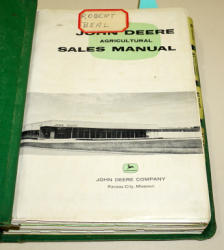 ROBERT
BEAL
JOHN DEERE
AGRICULTURAL
SALES MANUAL
JOHN DEERE COMPANY
Kansas City, Missouri